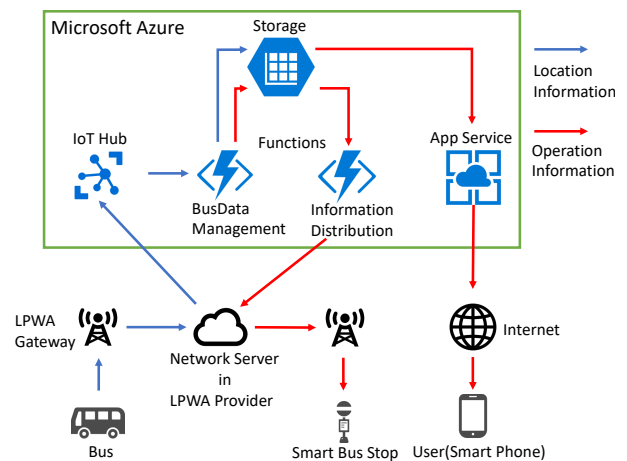 Microsoft Azure
Storage
Location
Information
IoT Hub
Functions
App Service
Operation
Information
BusData
Management
Information
Distribution
LPWA
Gateway
Internet
Network Server
in
LPWA Provider
Bus
Smart Bus Stop
User(Smart Phone)